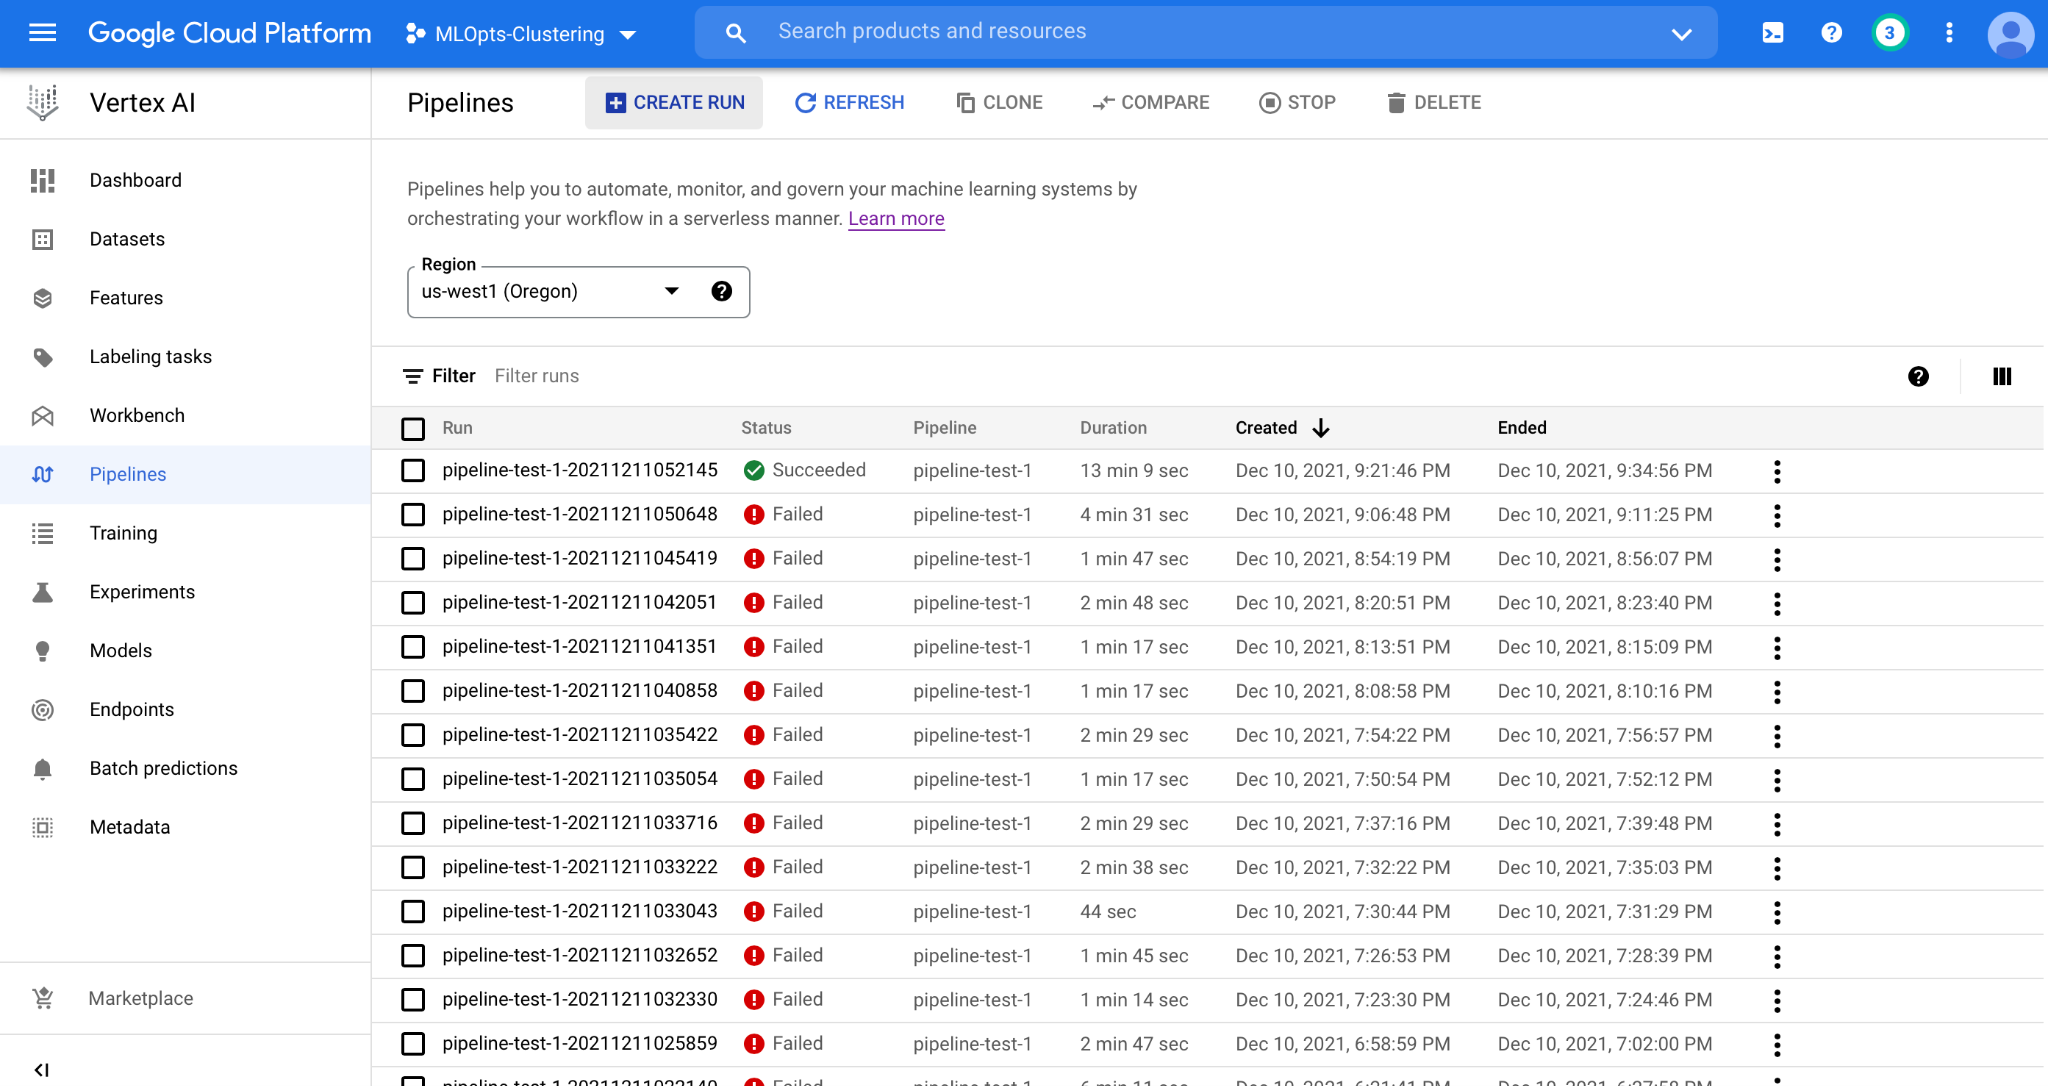 Google Cloud Platform MLOpts-Clustering Search products and resources 3
Vertex AI
Pipelines CREATE RUN REFRESH CLONE COMPARE STOP DELETE
Dashboard
Datasets
Features
Labeling tasks
Workbench
Pipelines
Training
Experiments
Models
Endpoints
Batch predictions
Metadata
Marketplace
Pipelines help you to automate, monitor, and govern your machine learning systems by
orchestrating your workflow in a serverless manner. Learn more
Region
us-west1 (Oregon)
Filter Filter runs
Run Status Pipeline Duration Created Ended
pipeline-test-1-20211211052145 Succeeded pipeline-test-1 13 min 9 sec Dec 10, 2021, 9:21:46 PM Dec 10, 2021, 9:34:56 PM
pipeline-test-1-20211211050648 Failed pipeline-test-1 4 min 31 sec Dec 10, 2021, 9:06:48 PM Dec 10, 2021, 9:11:25 PM
pipeline-test-1-20211211045419 Failed pipeline-test-1 1 min 47 sec Dec 10, 2021, 8:54:19 PM Dec 10, 2021, 8:56:07 PM
pipeline-test-1-20211211042051 Failed pipeline-test-1 2 min 48 sec Dec 10, 2021, 8:20:51 PM Dec 10, 2021, 8:23:40 PM
pipeline-test-1-20211211041351 Failed pipeline-test-1 1 min 17 sec Dec 10, 2021, 8:13:51 PM Dec 10, 2021, 8:15:09 PM
pipeline-test-1-20211211040858 Failed pipeline-test-1 1 min 17 sec Dec 10, 2021, 8:08:58 PM Dec 10, 2021, 8:10:16 PM
pipeline-test-1-20211211035422 Failed pipeline-test-1 2 min 29 sec Dec 10, 2021, 7:54:22 PM Dec 10, 2021, 7:56:57 PM
pipeline-test-1-20211211035054 Failed pipeline-test-1 1 min 17 sec Dec 10, 2021, 7:50:54 PM Dec 10, 2021, 7:52:12 PM
pipeline-test-1-20211211033716 Failed pipeline-test-1 2 min 29 sec Dec 10, 2021, 7:37:16 PM Dec 10, 2021, 7:39:48 PM
pipeline-test-1-20211211033222 Failed pipeline-test-1 2 min 38 sec Dec 10, 2021, 7:32:22 PM Dec 10, 2021, 7:35:03 PM
pipeline-test-1-20211211033043 Failed pipeline-test-1 44 sec Dec 10, 2021, 7:30:44 PM Dec 10, 2021, 7:31:29 PM
pipeline-test-1-20211211032652 Failed pipeline-test-1 1 min 45 sec Dec 10, 2021, 7:26:53 PM Dec 10, 2021, 7:28:39 PM
pipeline-test-1-20211211032330 Failed pipeline-test-1 1 min 14 sec Dec 10, 2021, 7:23:30 PM Dec 10, 2021, 7:24:46 PM
pipeline-test-1-20211211025859 Failed pipeline-test-1 2 min 47 sec Dec 10, 2021, 6:58:59 PM Dec 10, 2021, 7:02:00 PM